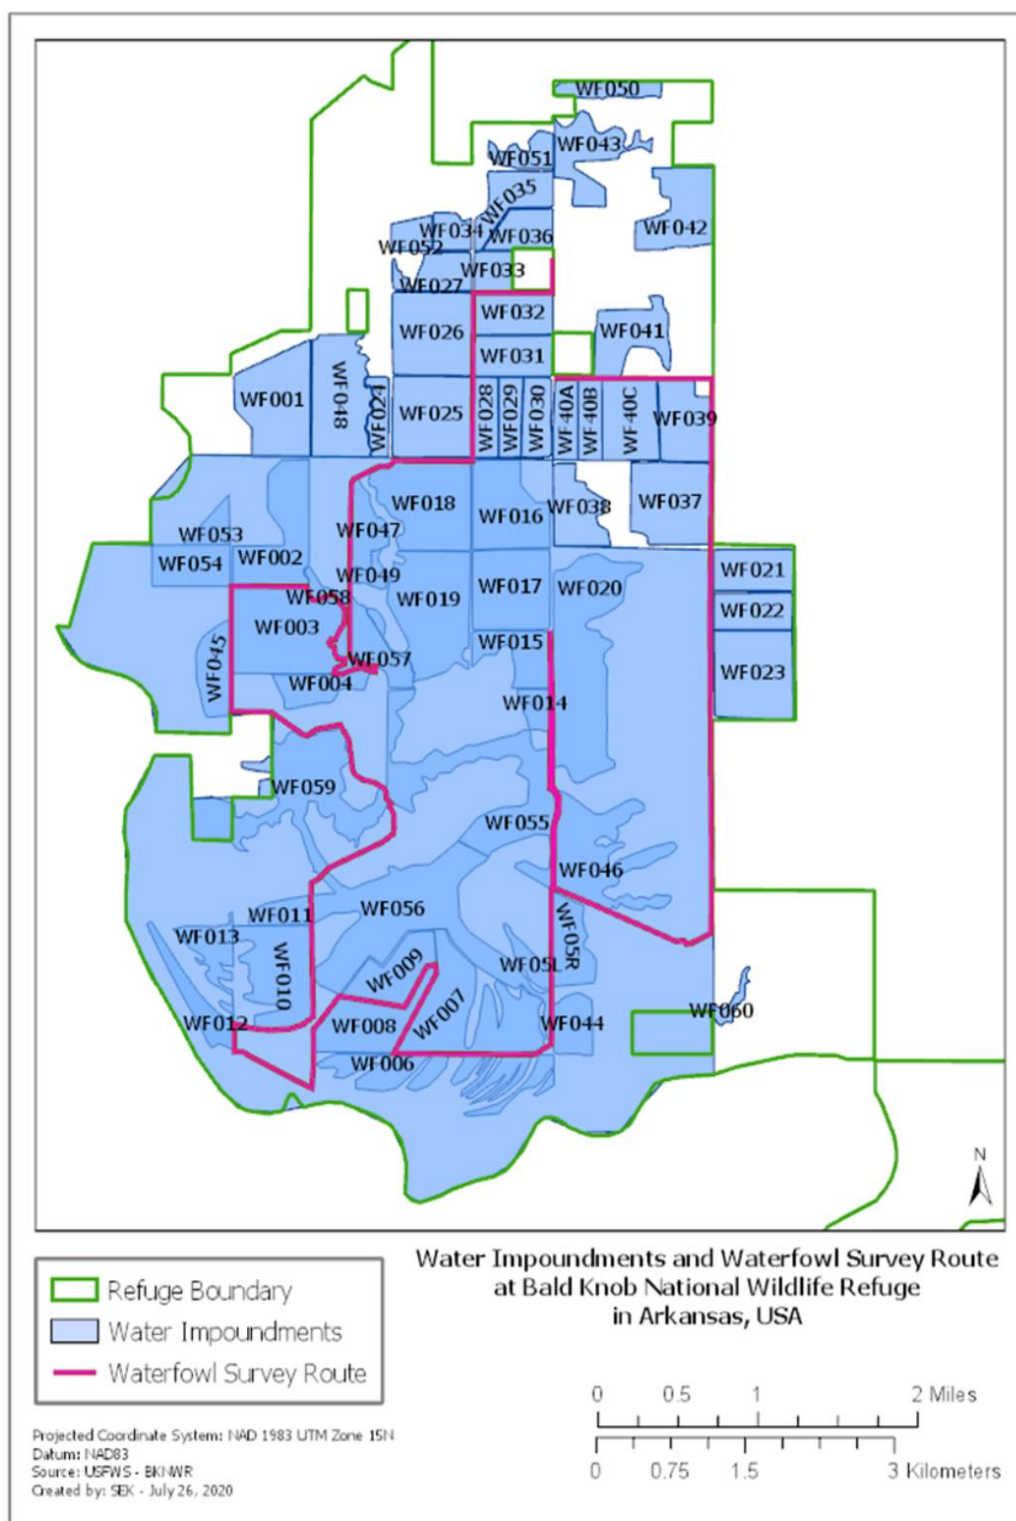 WF050
WF043
WF051
WF035
WF042
WF034
WF036
WF052
WF033
WF027
WF032
WF026
WF041
WF031
WF001
WF048
WF024
WF025
WF028
WF029
WF030
WF40A
WF40B
WF40C
WF039
WF018
WF016
WF038
WF037
WF053
WF047
WF054
WF002
WF049
WF017
WF020
WF021
WF058
WF019
WF022
WF003
WF015
WF045
WF057
WF023
WF004
WF014
WF059
WF055
WF046
WF011
WF056
WF013
WF05R
WF010
WF009
WF05L
WF012
WF008
WF007
WF044
WF060
WF006
N
Water Impoundments and Waterfowl Survey Route
at Bald Knob National Wildlife Refuge
in Arkansas, USA
Refuge Boundary
Water Impoundments
Waterfowl Survey Route
0 0.5 1 2 Miles
0 0.75 1.5 3 Kilometers
Projected Coordinate System: NAD 1983 UTM Zone 15N
Datum: NAD83
Source: USFWS - BKNWR
Created by: SEK - July 26, 2020